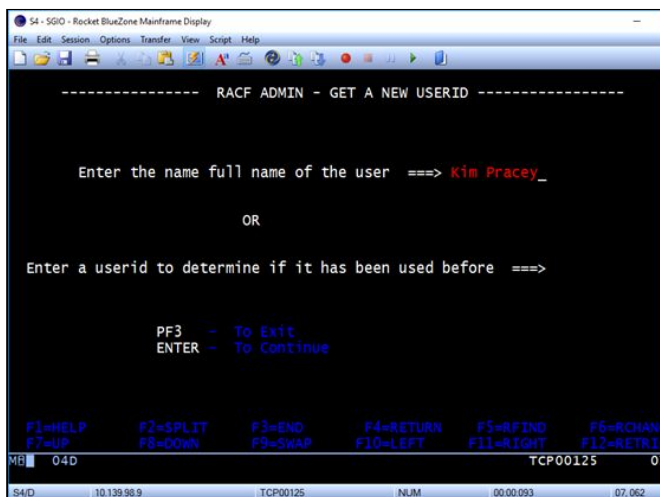 S4 - SGIO - Rocket BlueZone Mainframe Display
File Edit Session Options Transfer View Script Help
---------------- RACF ADMIN - GET A NEW USERID -----------------
Enter the name full name of the user ===> Kim Pracey_
OR
Enter a userid to determine if it has been used before ===>
PF3 - To Exit
ENTER - To Continue
F1=HELP F2=SPLIT F3=END F4=RETURN F5=RFIND F6=RCHAN
F7=UP F8=DOWN F9=SWAP F10=LEFT F11=RIGHT F12=RETRI
04D TCP00125 0
S4/D 10.139.98.9 TCP00125 NUM 00:00:093 07,062